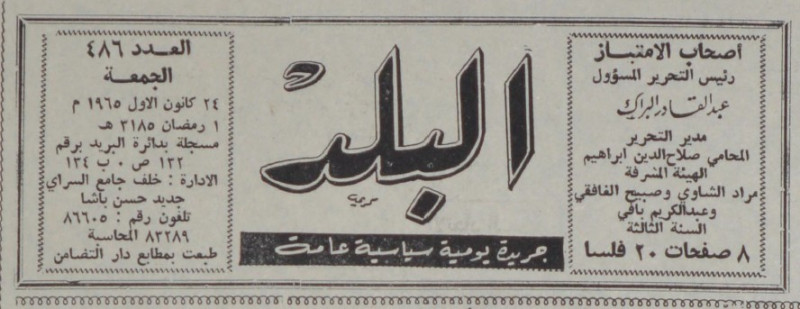 أصحاب الامتياز
رئيس التحرير المسؤول
عبدالقادر البراك
مدير التحرير
المحامي صلاح الدين ابراهيم
الهيئة المشرفة
مراد الشاوي وصبيح الغافقي
وعبدالكريم بافي
السنة الثالثة
٨ صفحات ٢٠ فلسا
البلد
جريدة يومية سياسية عامة
العدد ٤٨٦
الجمعة
٢٤ كانون الاول ١٩٦٥ م
١ رمضان ٣١٨٥ هـ
مسجلة بدائرة البريد برقم
١٣٢ ص ٠ ب ١٣٤
الادارة : خلف جامع السراي
جديد حسن باشا
تلفون رقم : ٨٦٦٠٥
٨٣٢٨٩ المحاسبة
طبعت بمطابع دار التضامن